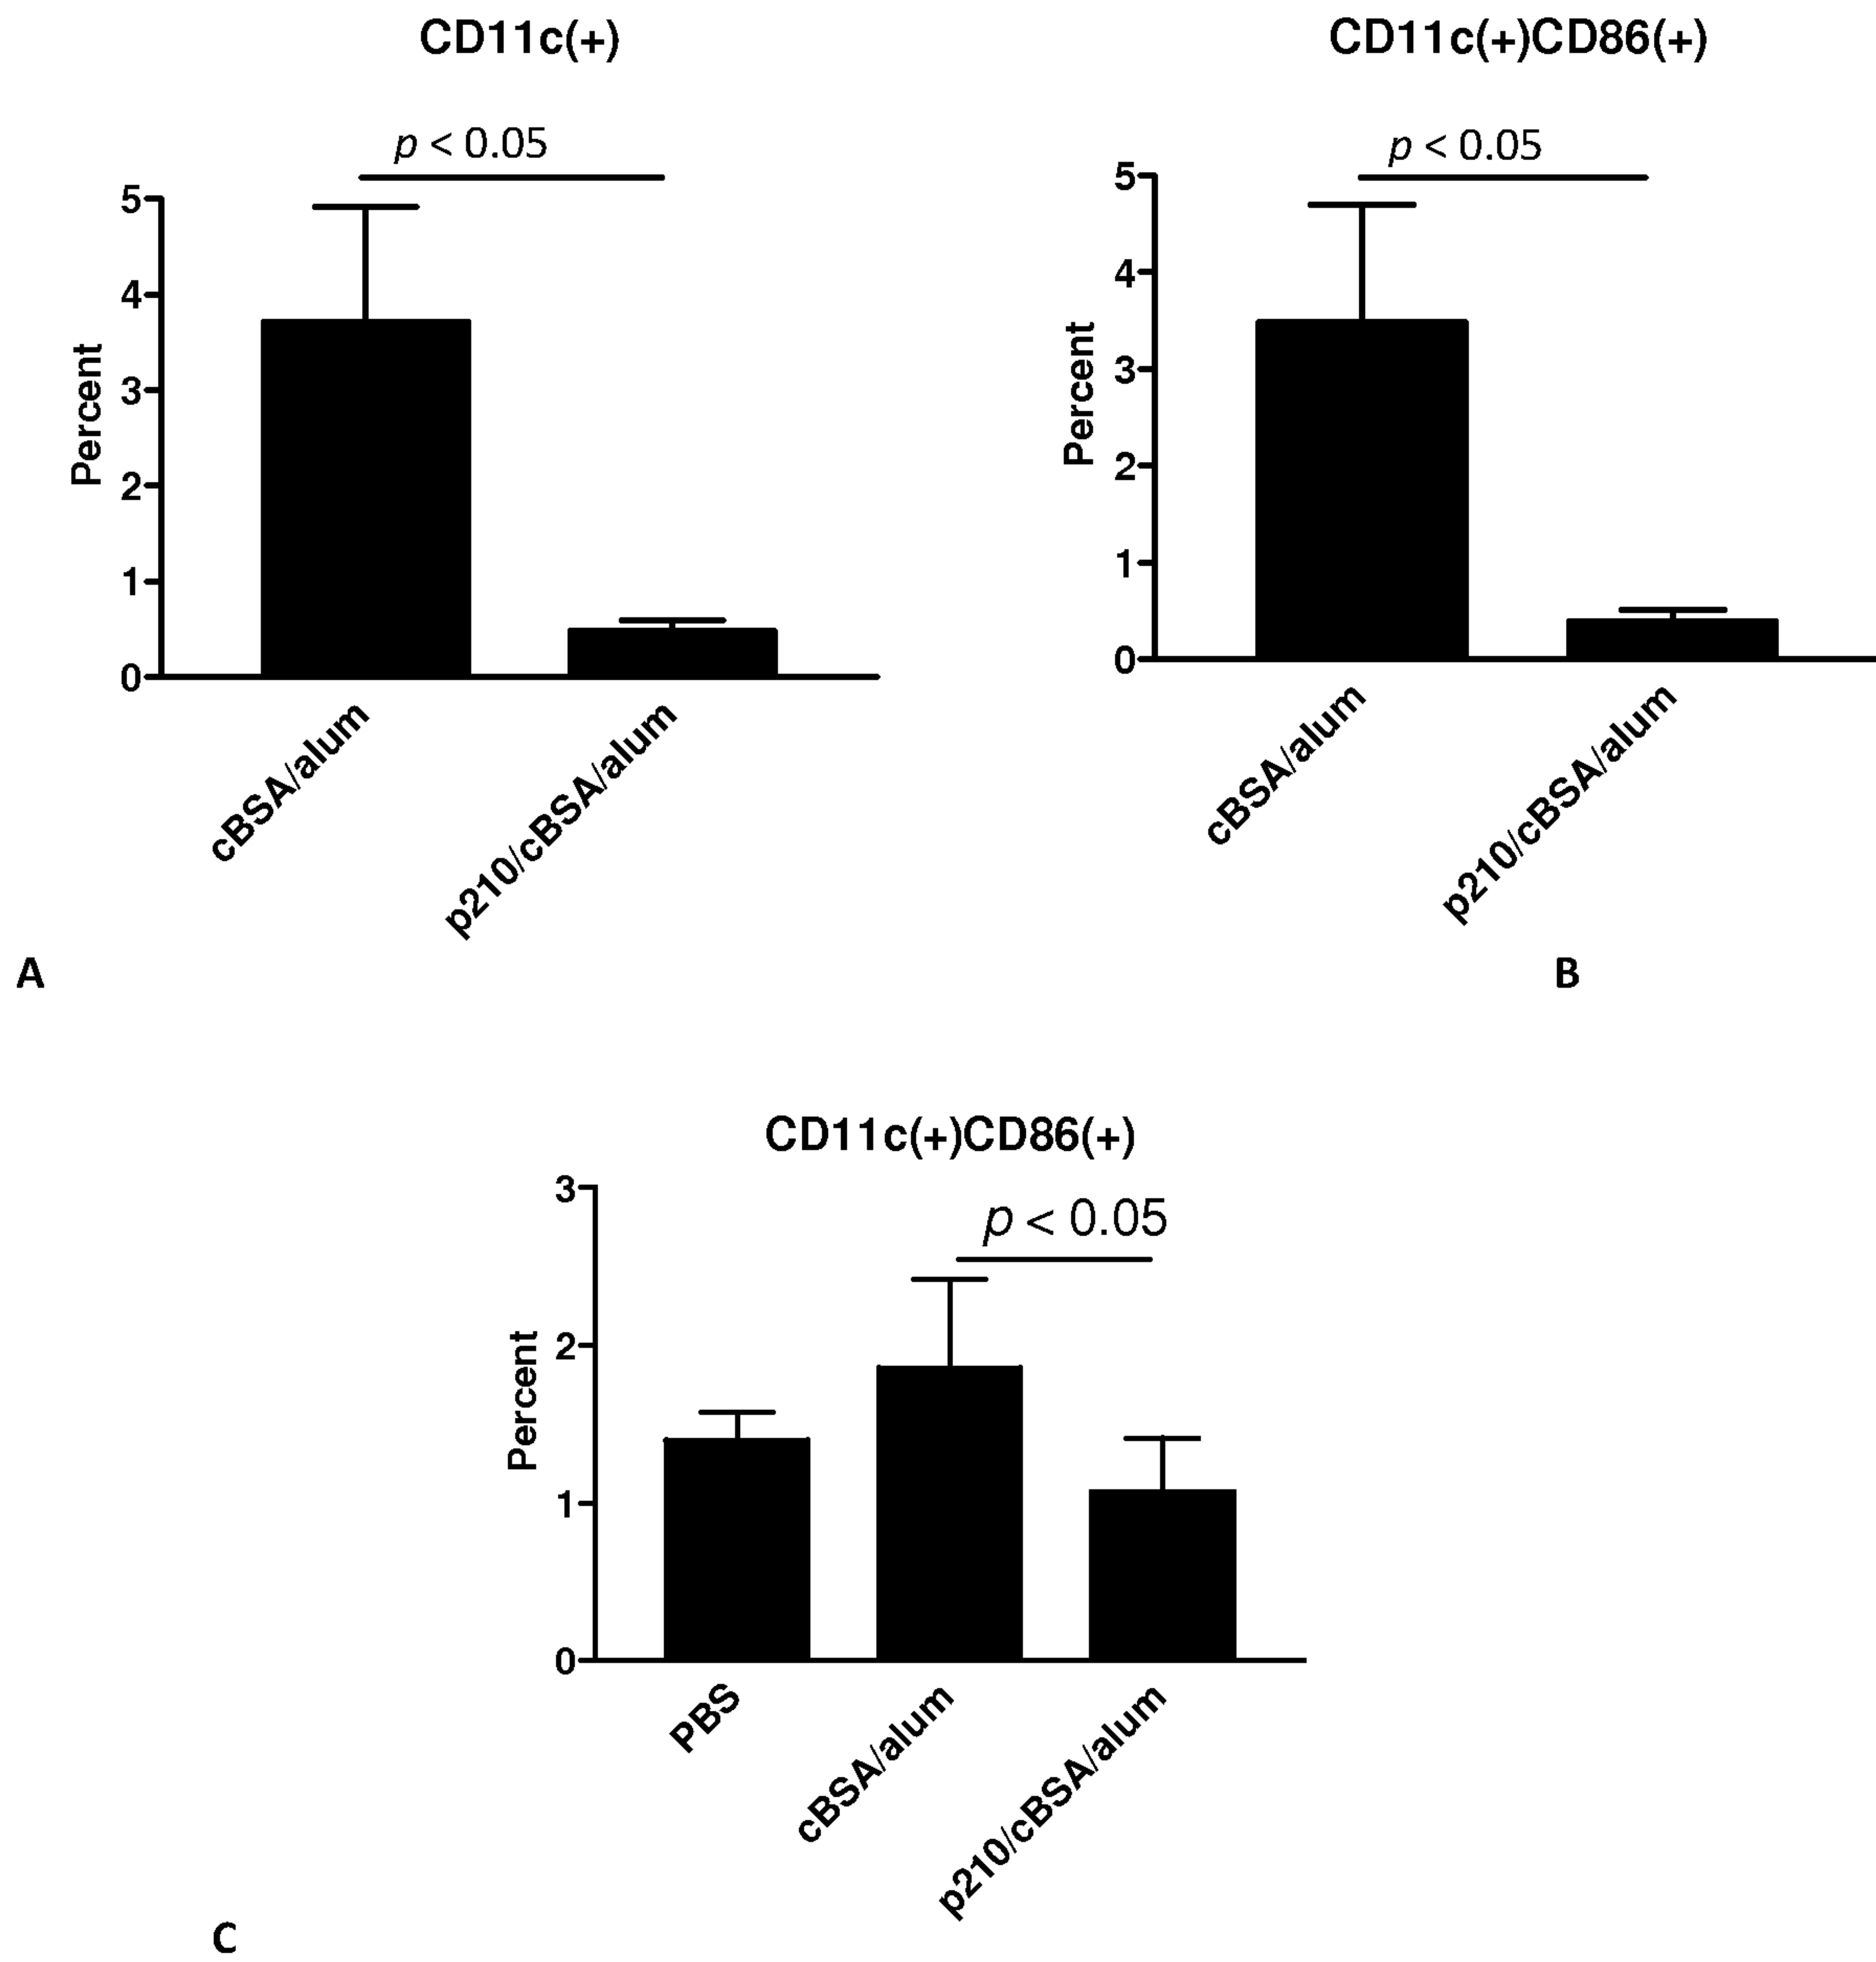 CD11c(+)
p < 0.05
5
4
3
2
1
0
Percent
cBSA/alum
p210/cBSA/alum
A
CD11c(+)CD86(+)
p < 0.05
5
4
3
2
1
0
Percent
cBSA/alum
p210/cBSA/alum
B
CD11c(+)CD86(+)
p < 0.05
3
2
1
0
Percent
PBS
cBSA/alum
p210/cBSA/alum
C